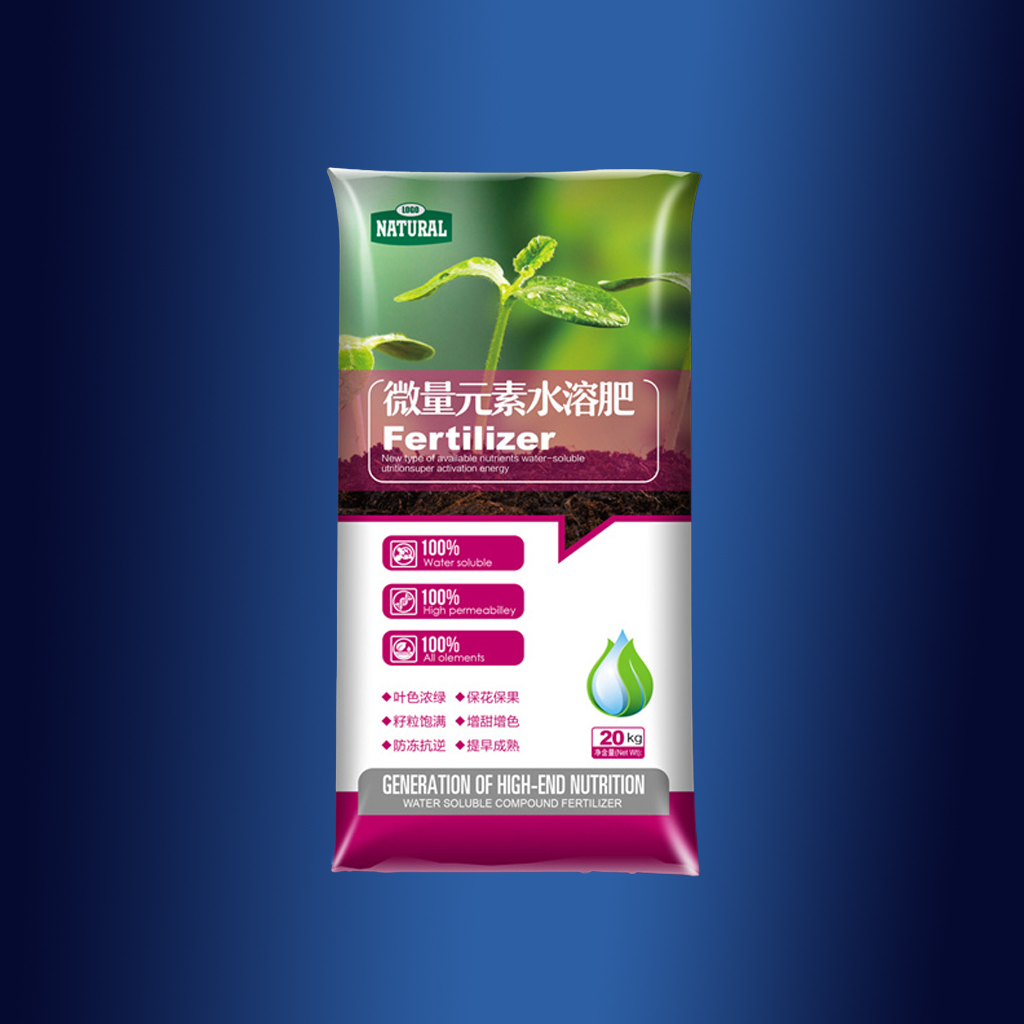 LOGO
NATURAL
微量元素水溶肥
Fertilizer
New type of available nutrients water-soluble
utritionsuper activation energy
100%
Water soluble
100%
High permeabilley
100%
All olements
◆叶色浓绿 ◆保花保果
◆籽粒饱满 ◆增甜增色
◆防冻抗逆 ◆提早成熟
20 kg
净含量(Net Wt):
GENERATION OF HIGH-END NUTRITION
WATER SOLUBLE COMPOUND FERTILIZER